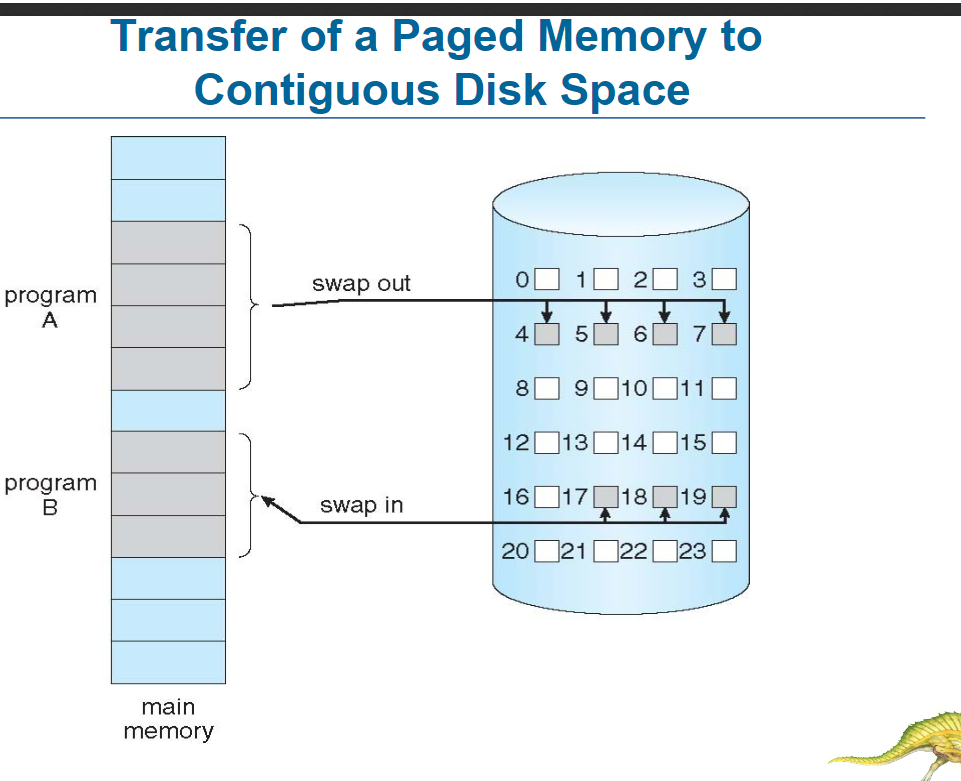 Transfer of a Paged Memory to
Contiguous Disk Space
program
A
swap out
0 1 2 3
4 5 6 7
8 9 10 11
12 13 14 15
program
B
swap in
16 17 18 19
20 21 22 23
main
memory